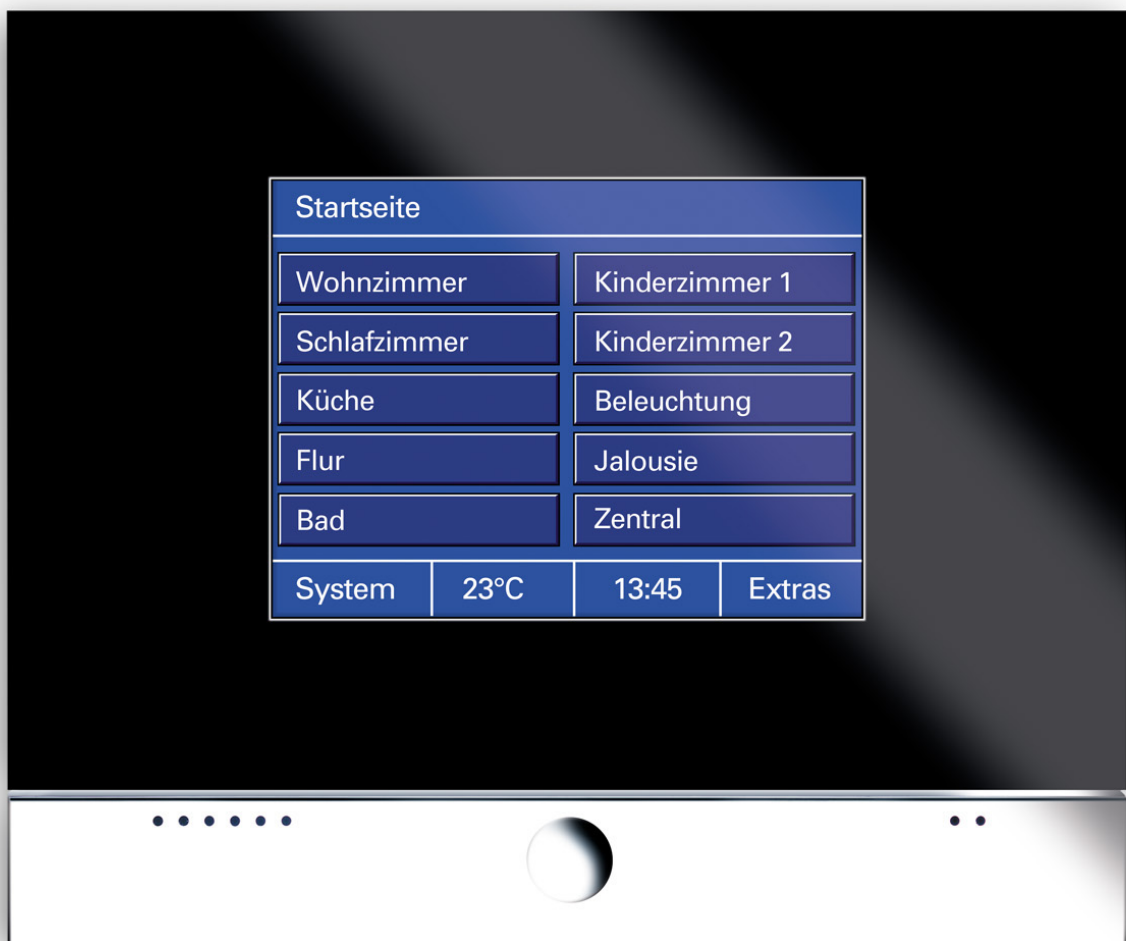 Startseite
Wohnzimmer
Kinderzimmer 1
Schlafzimmer
Kinderzimmer 2
Küche
Beleuchtung
Flur
Jalousie
Bad
Zentral
System 23°C 13:45 Extras